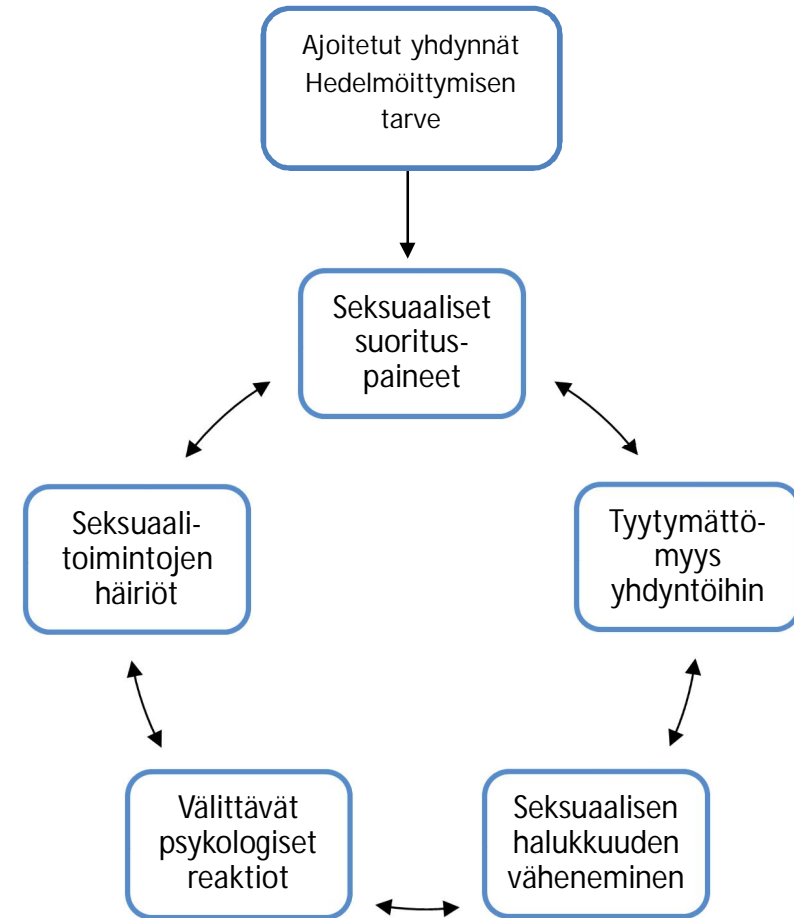 Ajoitetut yhdynnät
Hedelmöittymisen
tarve
Seksuaaliset
suoritus-
paineet
Seksuaali-
toimintojen
häiriöt
Tyytymättö-
myys
yhdyntöihin
Välittävät
psykologiset
reaktiot
Seksuaalisen
halukkuuden
väheneminen